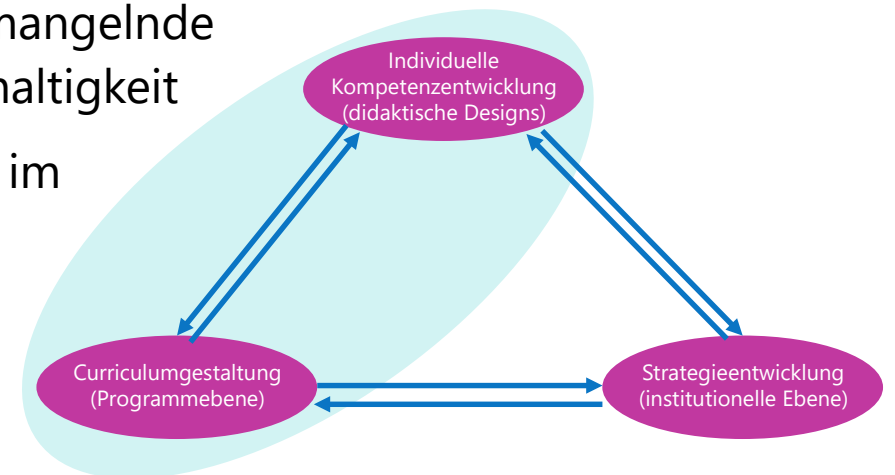 mangelnde
haltigkeit
im
Individuelle
Kompetenzentwicklung
(didaktische Designs)
Curriculumgestaltung
(Programmebene)
Strategieentwicklung
(institutionelle Ebene)